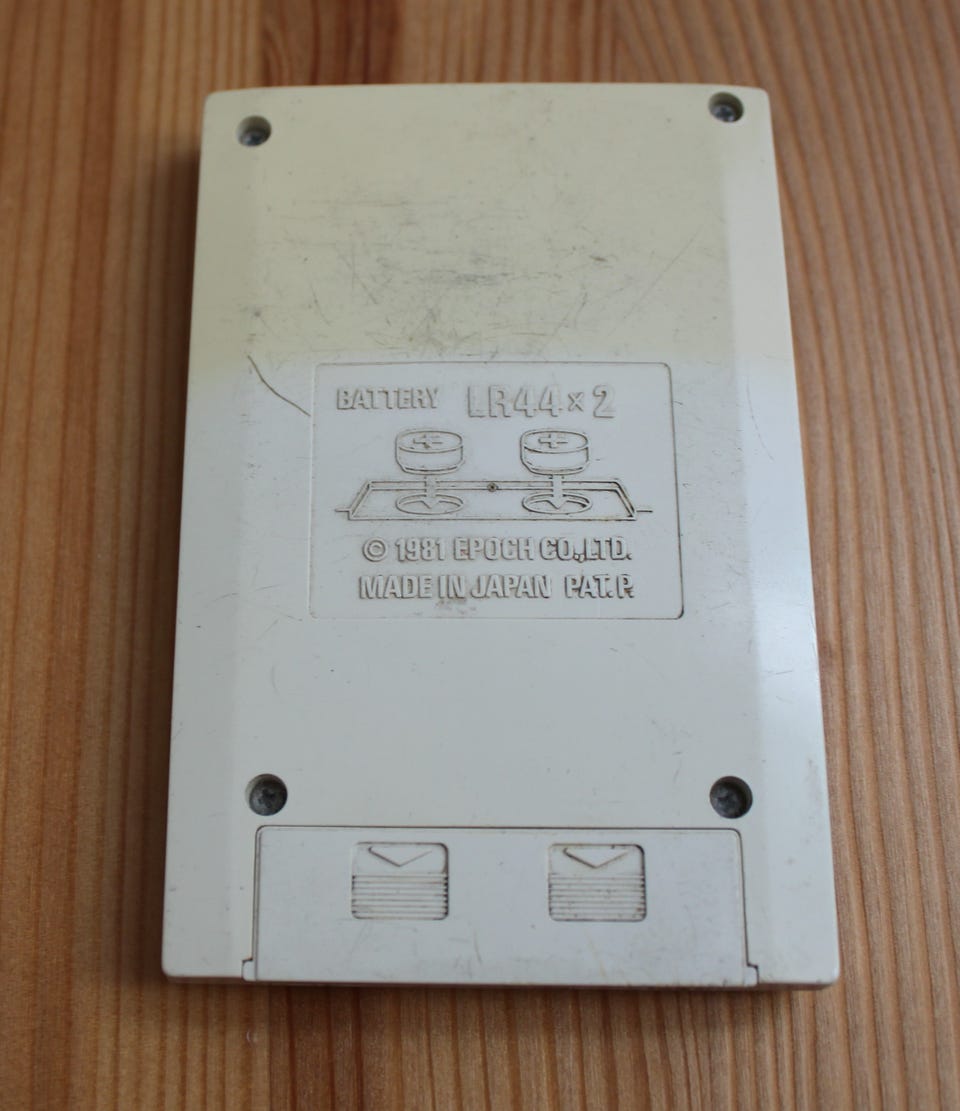 BATTERY LR44×2
© 1981 EPOCH CO.,LTD.
MADE IN JAPAN PAT. P.